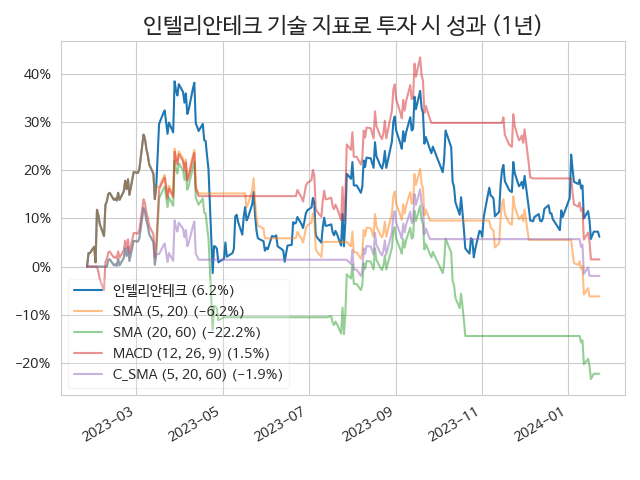 인텔리안테크 기술 지표로 투자 시 성과 (1년)
40%
30%
20%
10%
0%
−10%
−20%
인텔리안테크 (6.2%)
SMA (5, 20) (−6.2%)
SMA (20, 60) (−22.2%)
MACD (12, 26, 9) (1.5%)
C_SMA (5, 20, 60) (−1.9%)
2023−03
2023−05
2023−07
2023−09
2023−11
2024−01